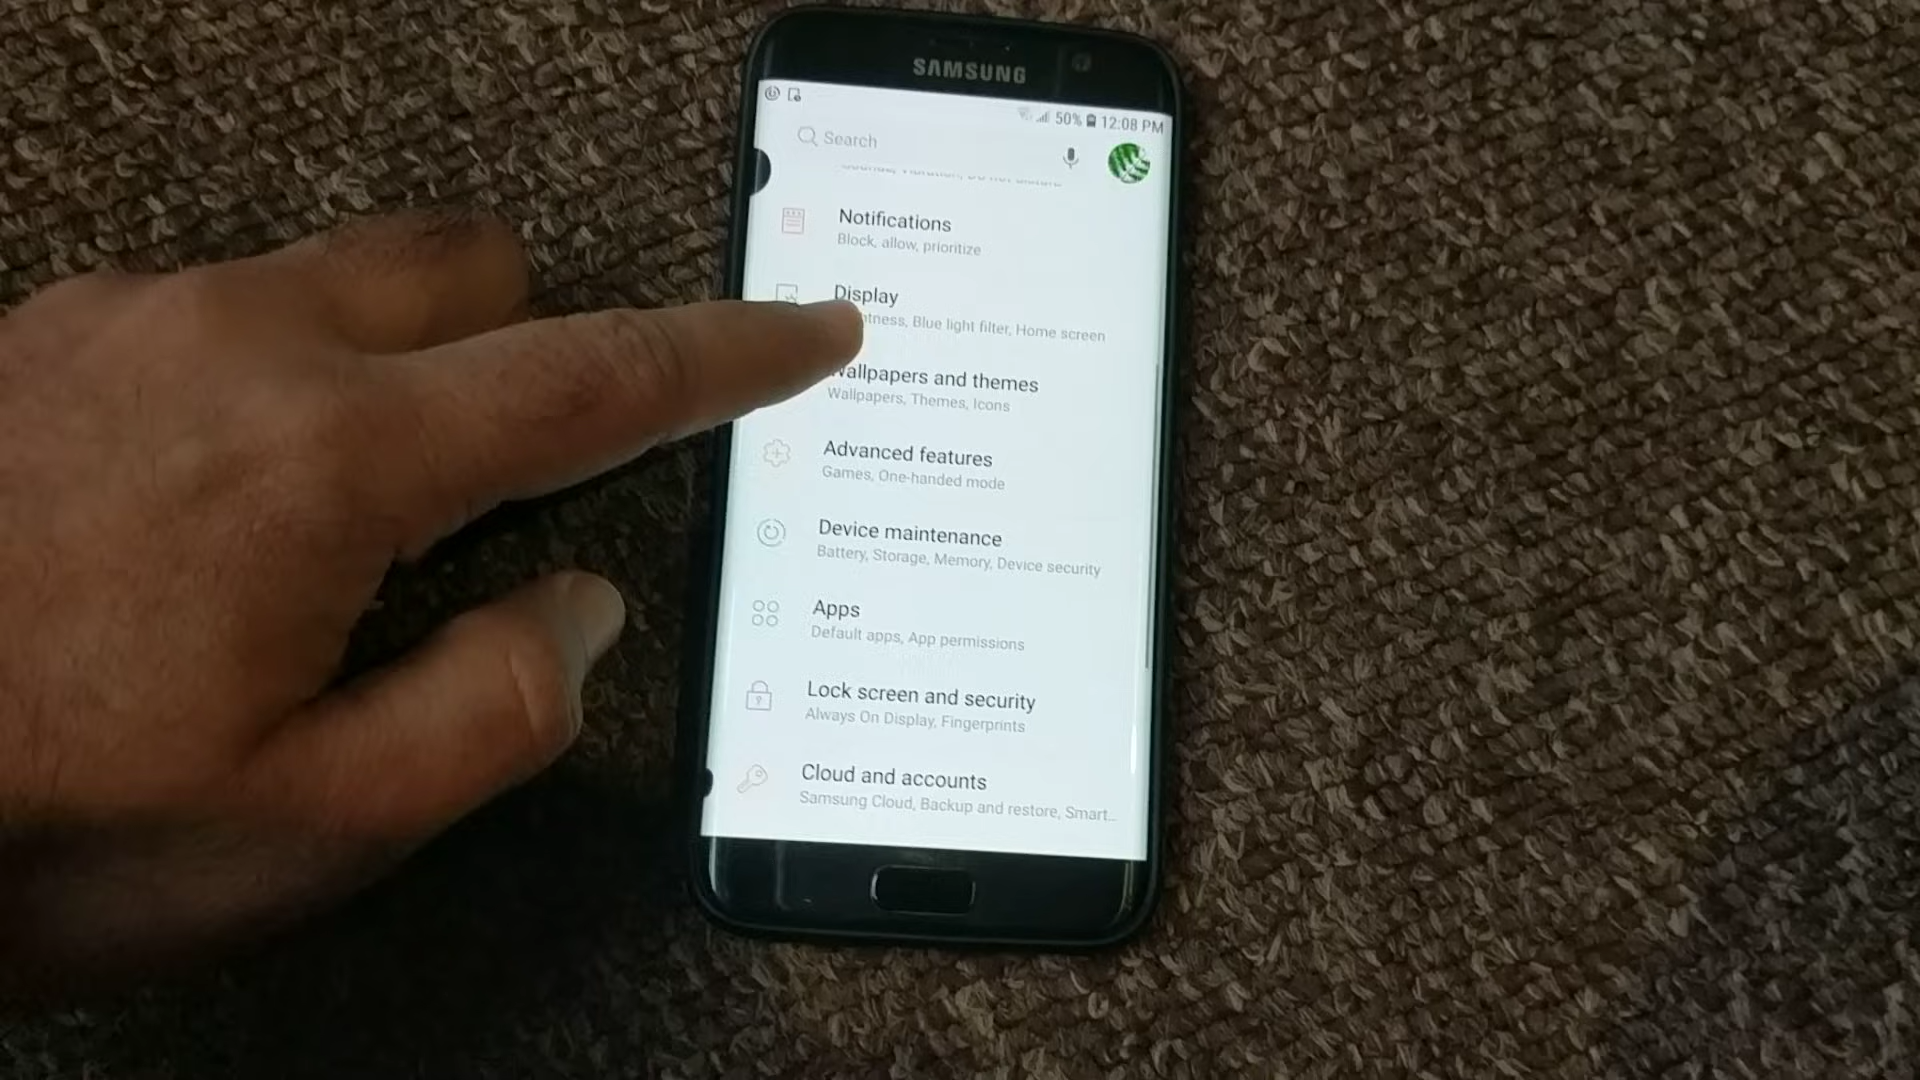 SAMSUNG
50% 12:08 PM
Search
Notifications
Block, allow, prioritize
Display
Blue light filter, Home screen
Wallpapers and themes
Wallpapers, Themes, Icons
Advanced features
Games, One-handed mode
Device maintenance
Battery, Storage, Memory, Device security
Apps
Default apps, App permissions
Lock screen and security
Always On Display, Fingerprints
Cloud and accounts
Samsung Cloud, Backup and restore, Smart...